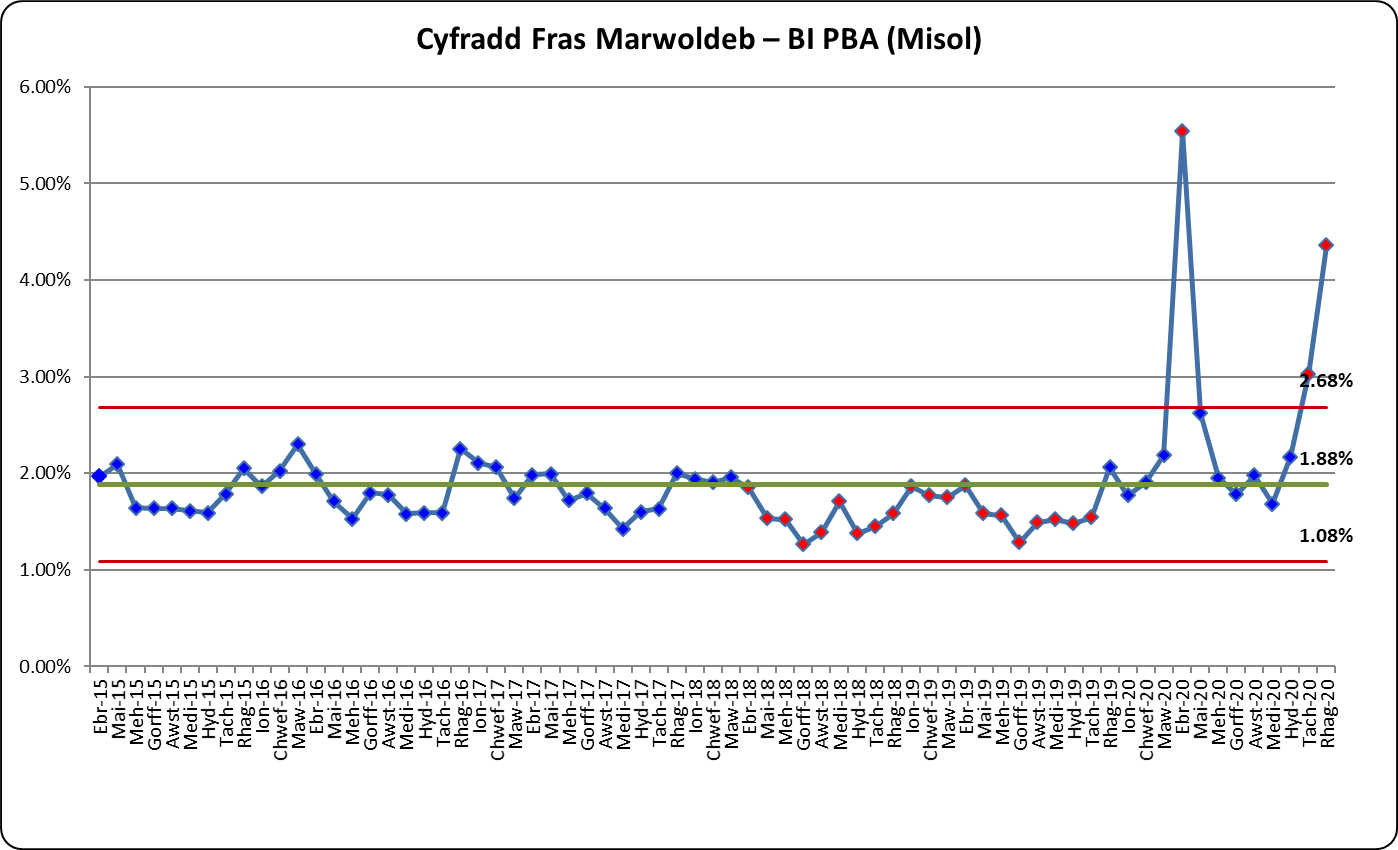 Cyfradd Fras Marwoldeb – BI PBA (Misol)
6.00%
5.00%
4.00%
3.00%
2.00%
1.00%
0.00%
2.68%
1.88%
1.08%
Ebr-15
Mai-15
Meh-15
Gorff-15
Awst-15
Medi-15
Hyd-15
Tach-15
Rhag-15
Ion-16
Chwef-16
Maw-16
Ebr-16
Mai-16
Meh-16
Gorff-16
Awst-16
Medi-16
Hyd-16
Tach-16
Rhag-16
Ion-17
Chwef-17
Maw-17
Ebr-17
Mai-17
Meh-17
Gorff-17
Awst-17
Medi-17
Hyd-17
Tach-17
Rhag-17
Ion-18
Chwef-18
Maw-18
Ebr-18
Mai-18
Meh-18
Gorff-18
Awst-18
Medi-18
Hyd-18
Tach-18
Rhag-18
Ion-19
Chwef-19
Maw-19
Ebr-19
Mai-19
Meh-19
Gorff-19
Awst-19
Medi-19
Hyd-19
Tach-19
Rhag-19
Ion-20
Chwef-20
Maw-20
Ebr-20
Mai-20
Meh-20
Gorff-20
Awst-20
Medi-20
Hyd-20
Tach-20
Rhag-20